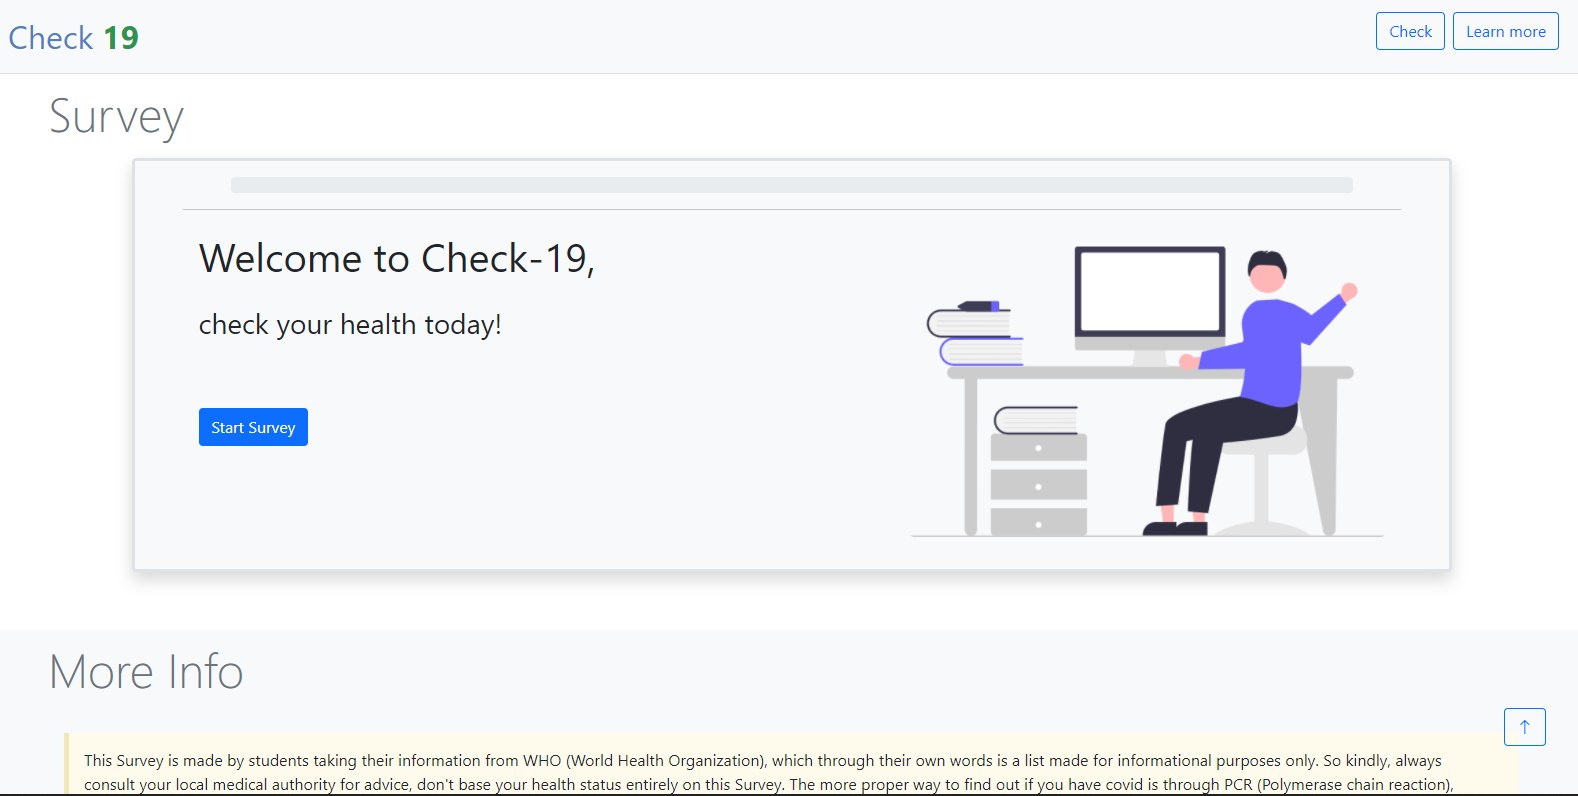 Check 19
Check
Learn more
Survey
Welcome to Check-19,
check your health today!
Start Survey
More Info
This Survey is made by students taking their information from WHO (World Health Organization), which through their own words is a list made for informational purposes only. So kindly, always
consult your local medical authority for advice, don't base your health status entirely on this Survey. The more proper way to find out if you have covid is through PCR (Polymerase chain reaction),